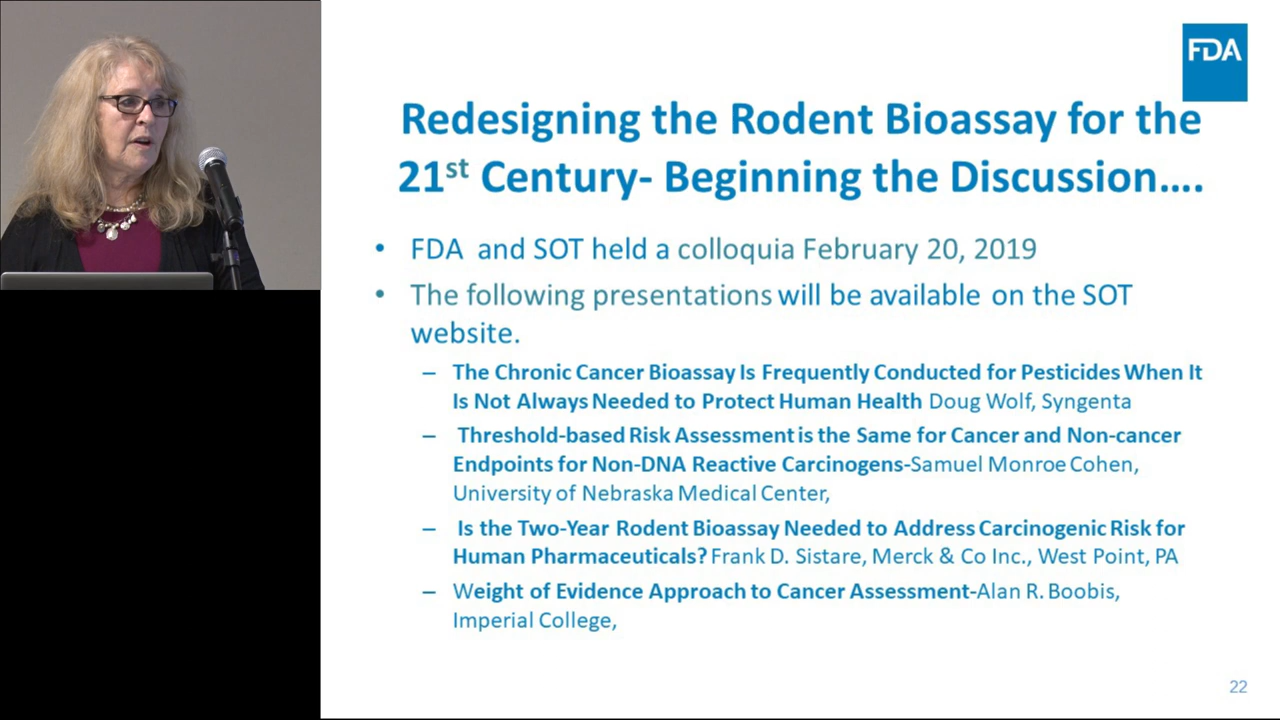 FDA
Redesigning the Rodent Bioassay for the
21st Century- Beginning the Discussion....
• FDA and SOT held a colloquia February 20, 2019
• The following presentations will be available on the SOT
website.
– The Chronic Cancer Bioassay Is Frequently Conducted for Pesticides When It
Is Not Always Needed to Protect Human Health Doug Wolf, Syngenta
– Threshold-based Risk Assessment is the Same for Cancer and Non-cancer
Endpoints for Non-DNA Reactive Carcinogens-Samuel Monroe Cohen,
University of Nebraska Medical Center,
– Is the Two-Year Rodent Bioassay Needed to Address Carcinogenic Risk for
Human Pharmaceuticals? Frank D. Sistare, Merck & Co Inc., West Point, PA
– Weight of Evidence Approach to Cancer Assessment-Alan R. Boobis,
Imperial College,
22